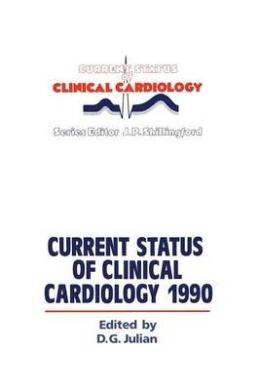 CURRENT STATUS
OF
CLINICAL CARDIOLOGY
Series Editor J.P. Shillingford
CURRENT STATUS
OF CLINICAL
CARDIOLOGY 1990
Edited by
D.G. Julian